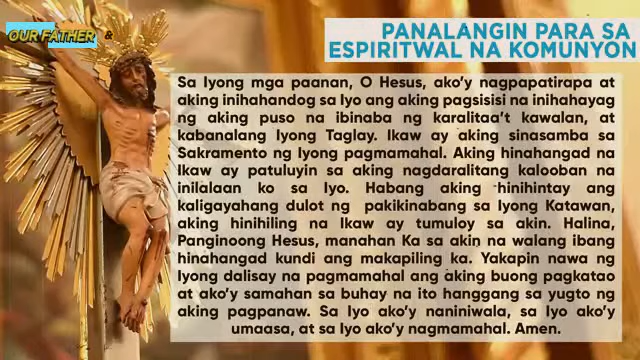 OUR FATHER &
PANALANGIN PARA SA
ESPIRITWAL NA KOMUNYON
Sa Iyong mga paanan, O Hesus, ako'y nagpapatirapa at
aking inihahandog sa Iyo ang aking pagsisisi na inihahayag
ng aking puso na ibinaba ng karalitaa't kawalan, at
kabanalang Iyong Taglay. Ikaw ay aking sinasamba sa
Sakramento ng Iyong pagmamahal. Aking hinahangad na
Ikaw ay patuluyin sa aking nagdaralitang kalooban na
inilalaan ko sa Iyo. Habang aking hinihintay ang
kaligayahang dulot ng pakikinabang sa Iyong Katawan,
aking hinihiling na Ikaw ay tumuloy sa akin. Halina,
Panginoong Hesus, manahan Ka sa akin na walang ibang
hinahangad kundi ang makapiling ka. Yakapin nawa ng
Iyong dalisay na pagmamahal ang aking buong pagkatao
at ako'y samahan sa buhay na ito hanggang sa yugto ng
aking pagpanaw. Sa Iyo ako'y naniniwala, sa Iyo ako'y
umaasa, at sa Iyo ako'y nagmamahal. Amen.